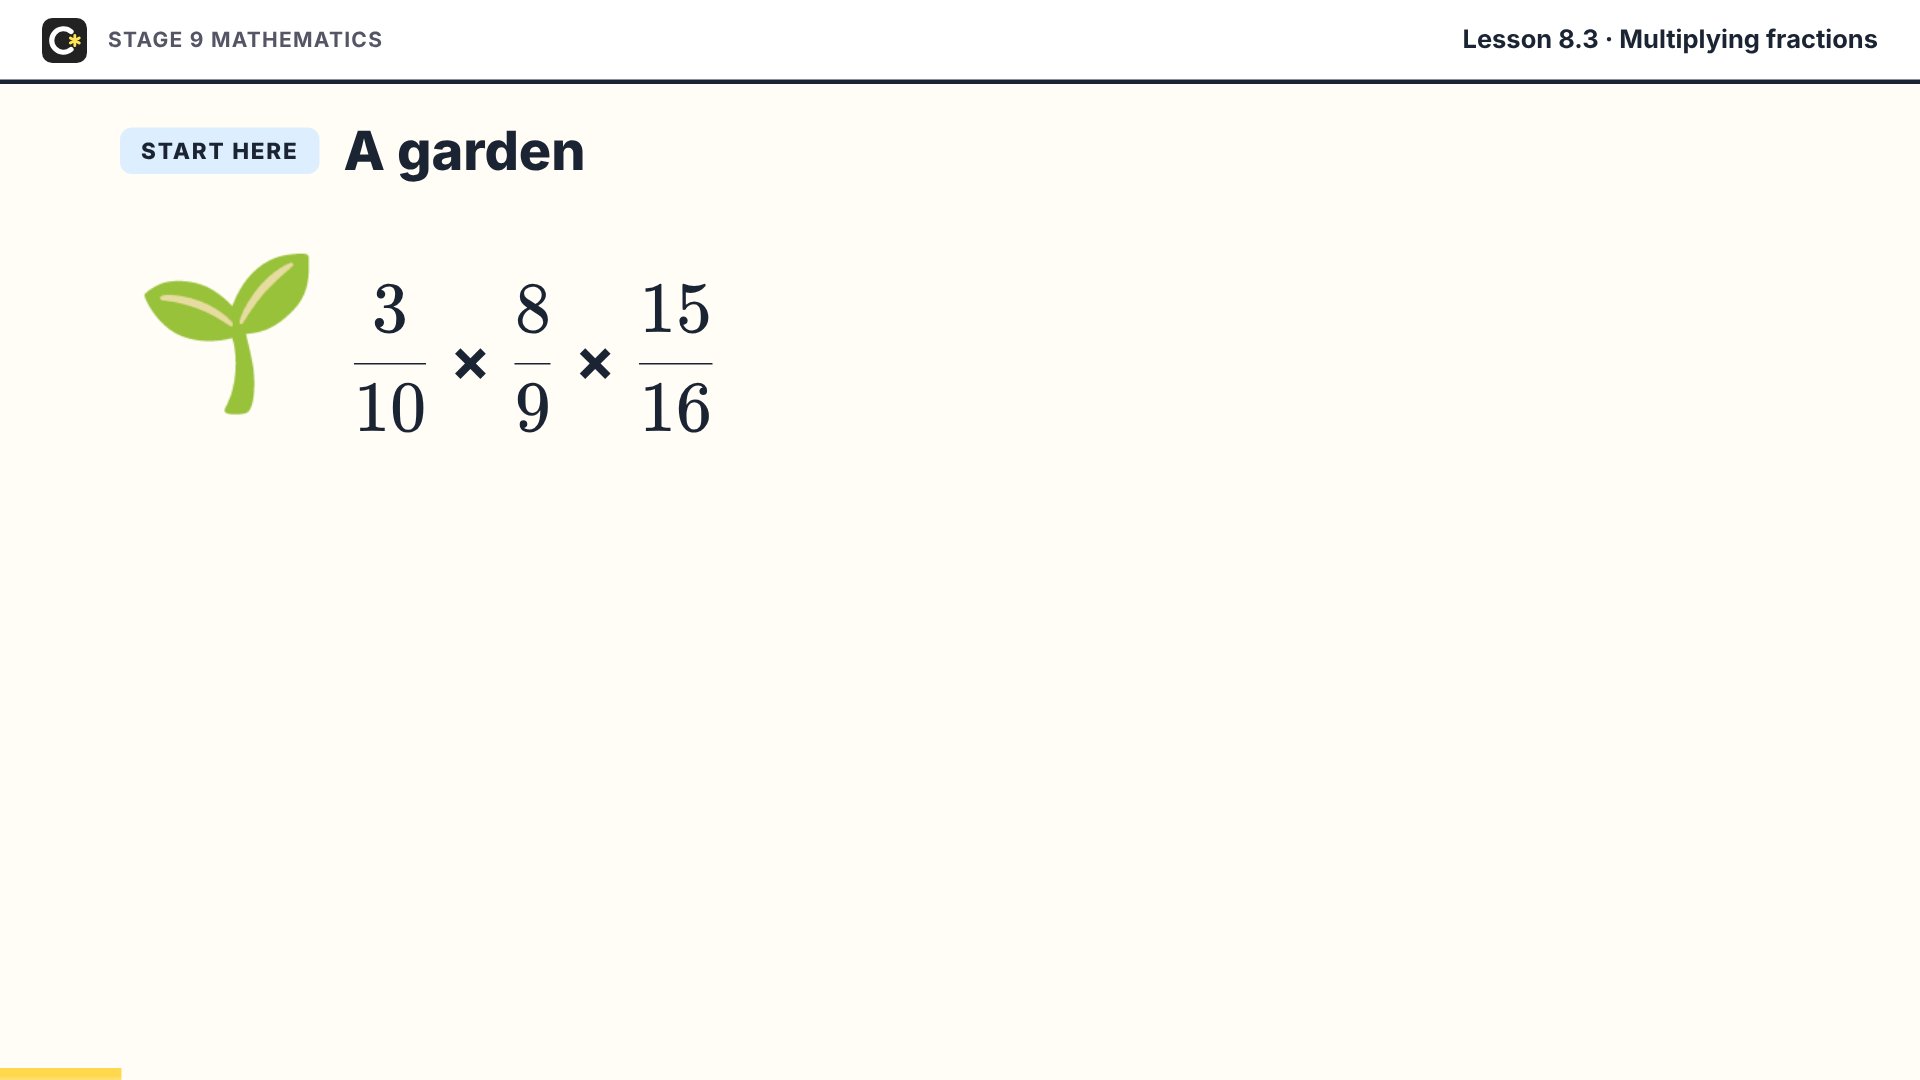 STAGE 9 MATHEMATICS
Lesson 8.3 · Multiplying fractions
START HERE
A garden
3/10 × 8/9 × 15/16